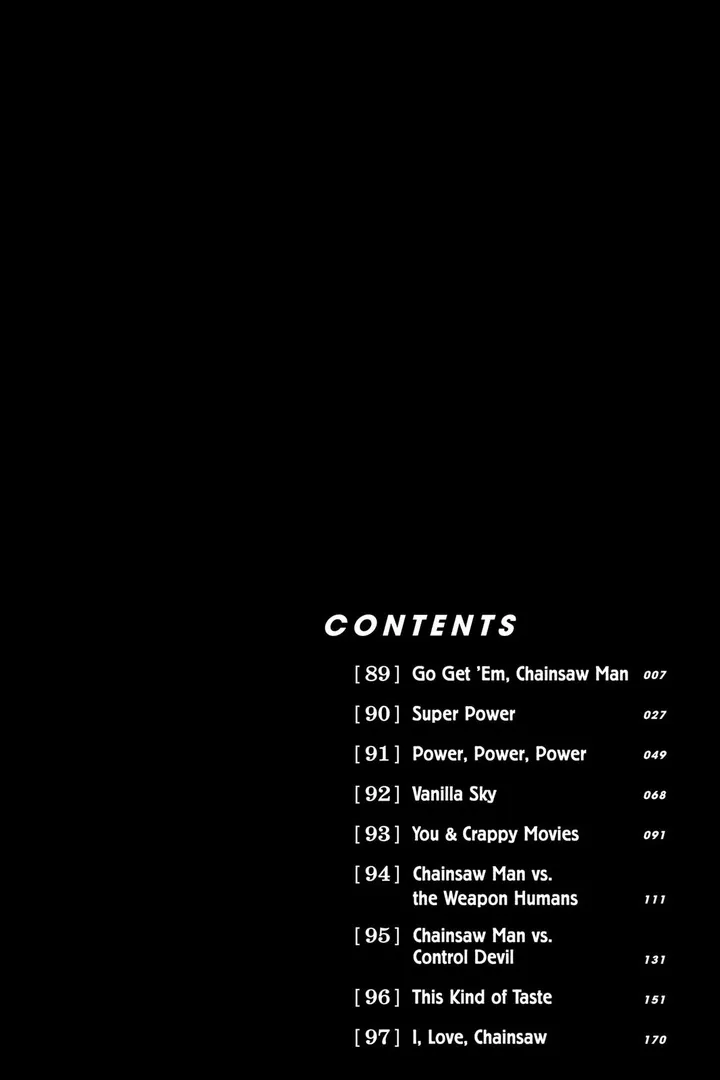 CONTENTS
[89] Go Get ’Em, Chainsaw Man 007
[90] Super Power 027
[91] Power, Power, Power 049
[92] Vanilla Sky 068
[93] You & Crappy Movies 091
[94] Chainsaw Man vs.
the Weapon Humans 111
[95] Chainsaw Man vs.
Control Devil 131
[96] This Kind of Taste 151
[97] I, Love, Chainsaw 170